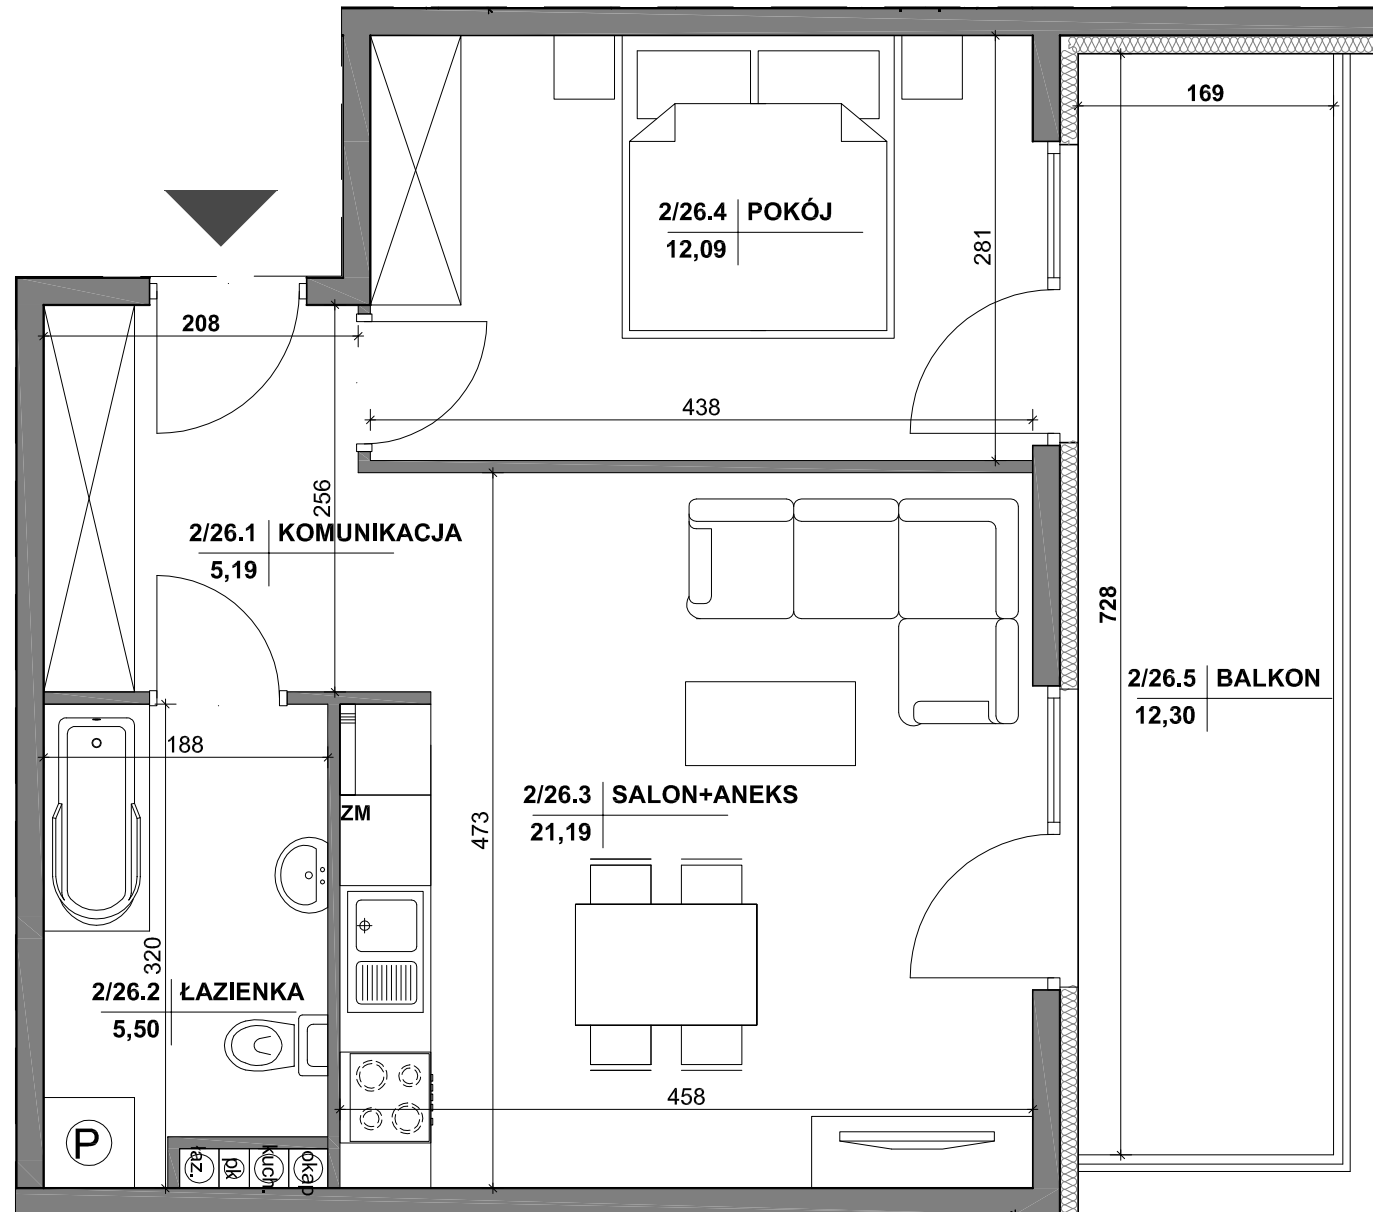 169
2/26.4 POKÓJ
12,09
281
208
438
256
2/26.1 KOMUNIKACJA
5,19
728
2/26.5 BALKON
12,30
188
2/26.3 SALON+ANEKS
21,19
ZM
473
320
2/26.2 ŁAZIENKA
5,50
458
P
łaz.
pk
kuch.
okap